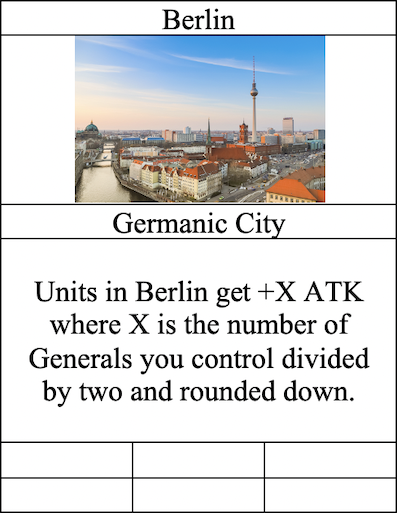 Berlin
Germanic City
Units in Berlin get +X ATK
where X is the number of
Generals you control divided
by two and rounded down.